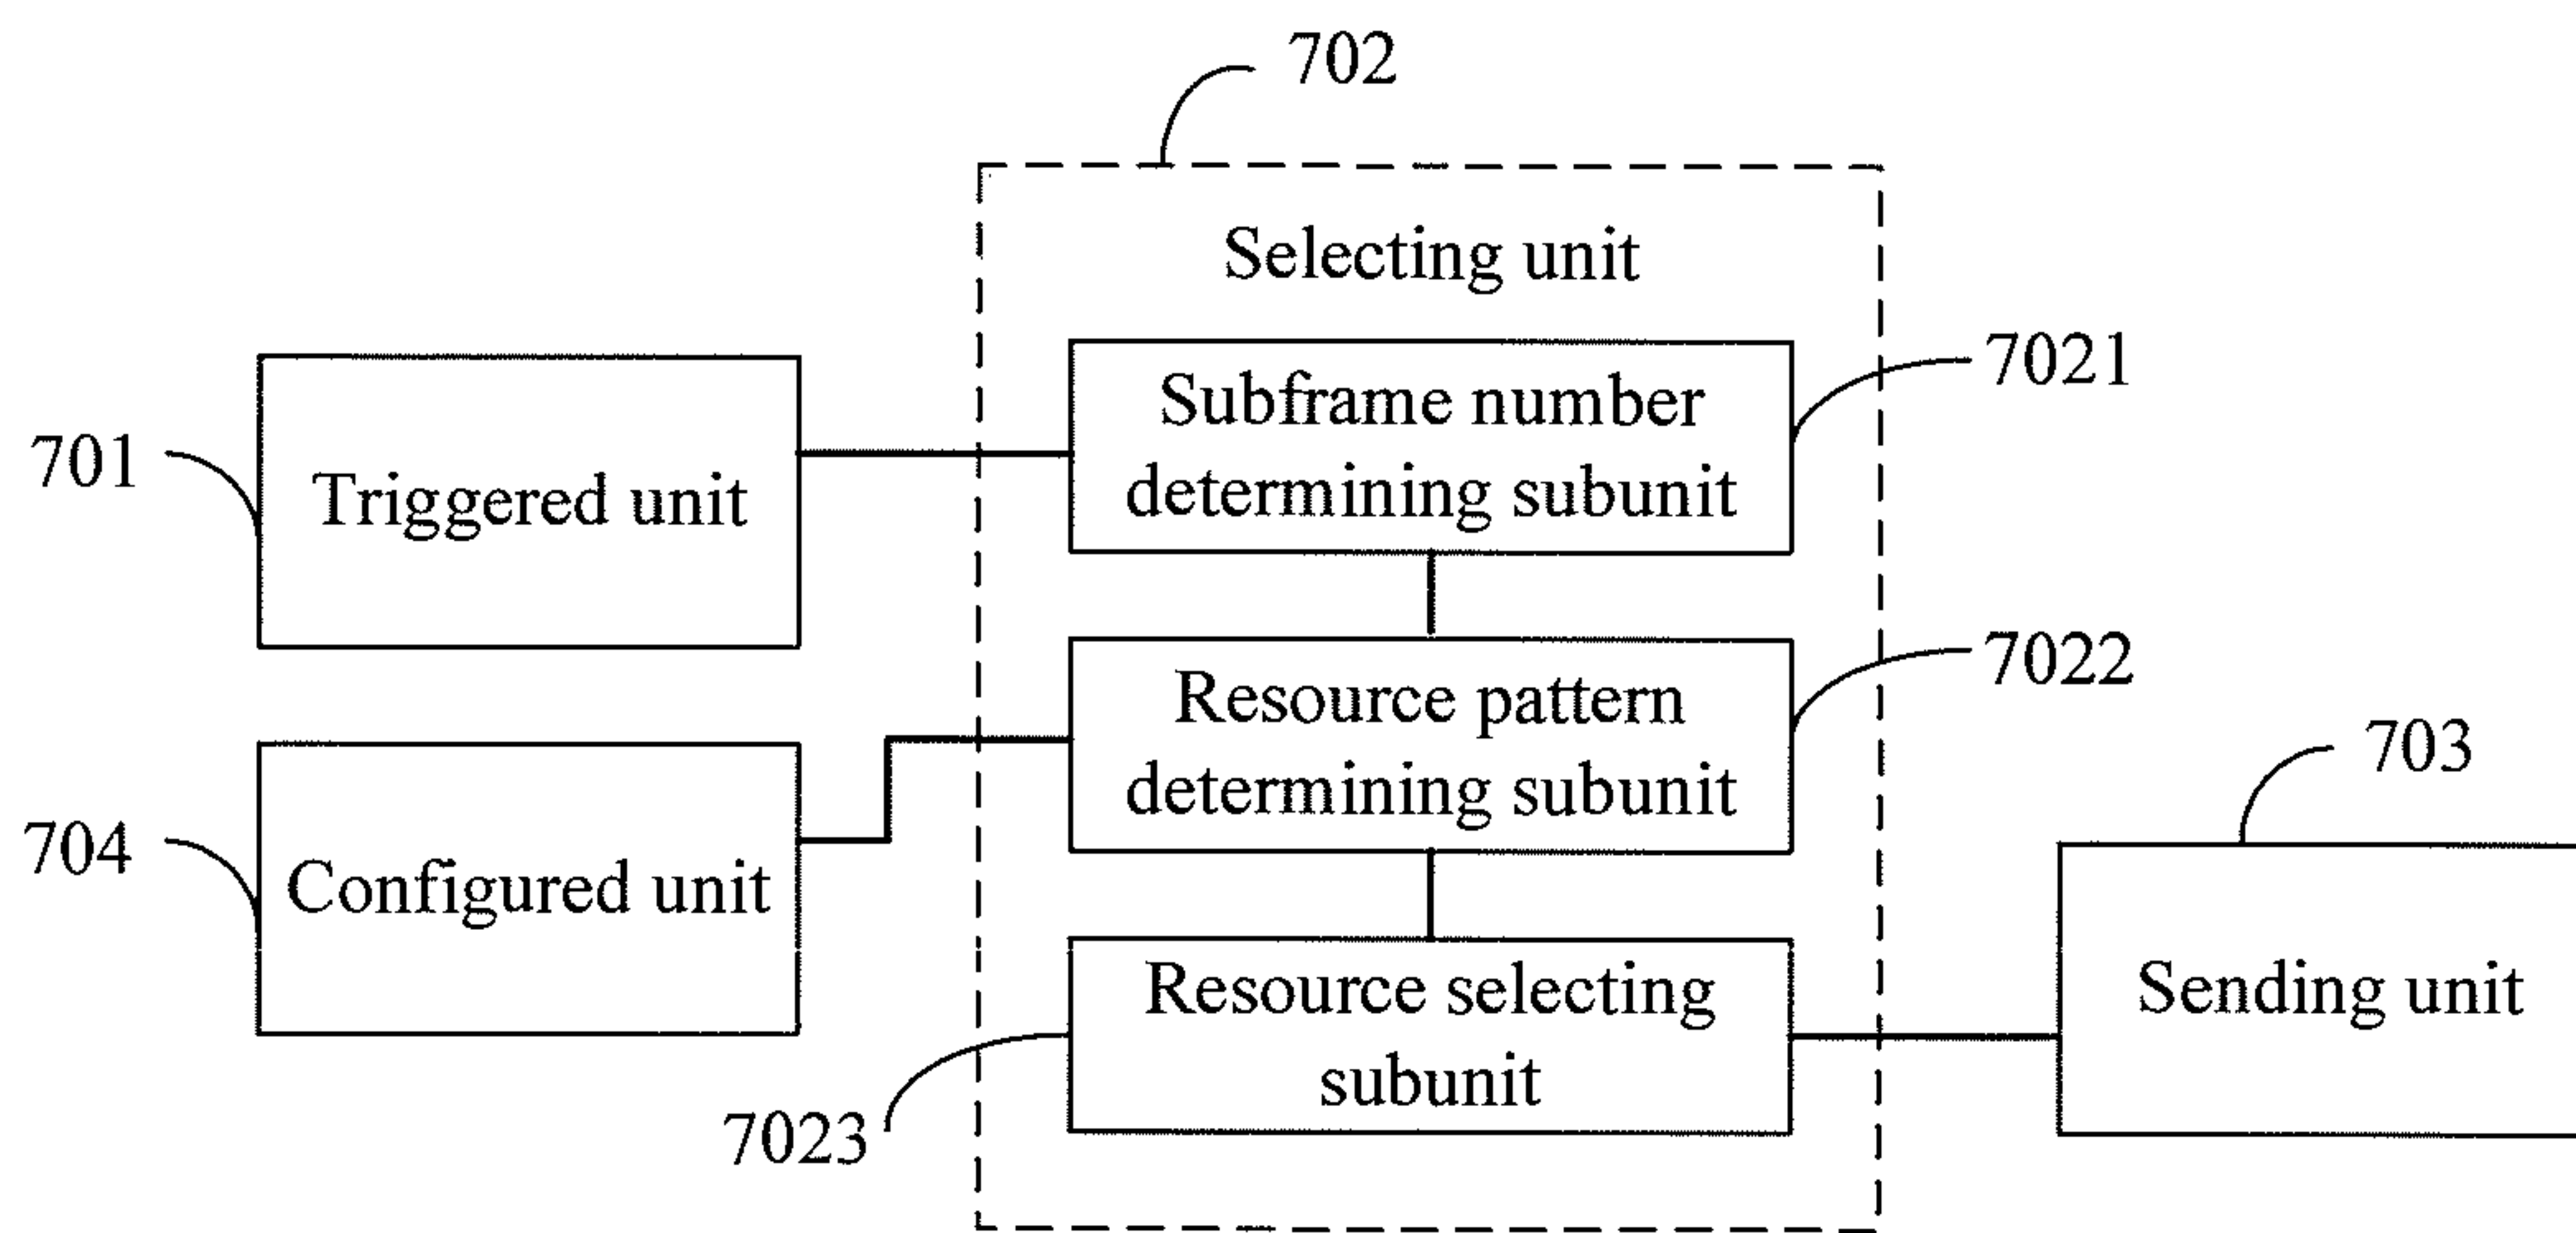 702
Selecting unit
7021
Subframe number
determining subunit
701
Triggered unit
7022
Resource pattern
determining subunit
703
704
Configured unit
Resource selecting
subunit
7023
Sending unit